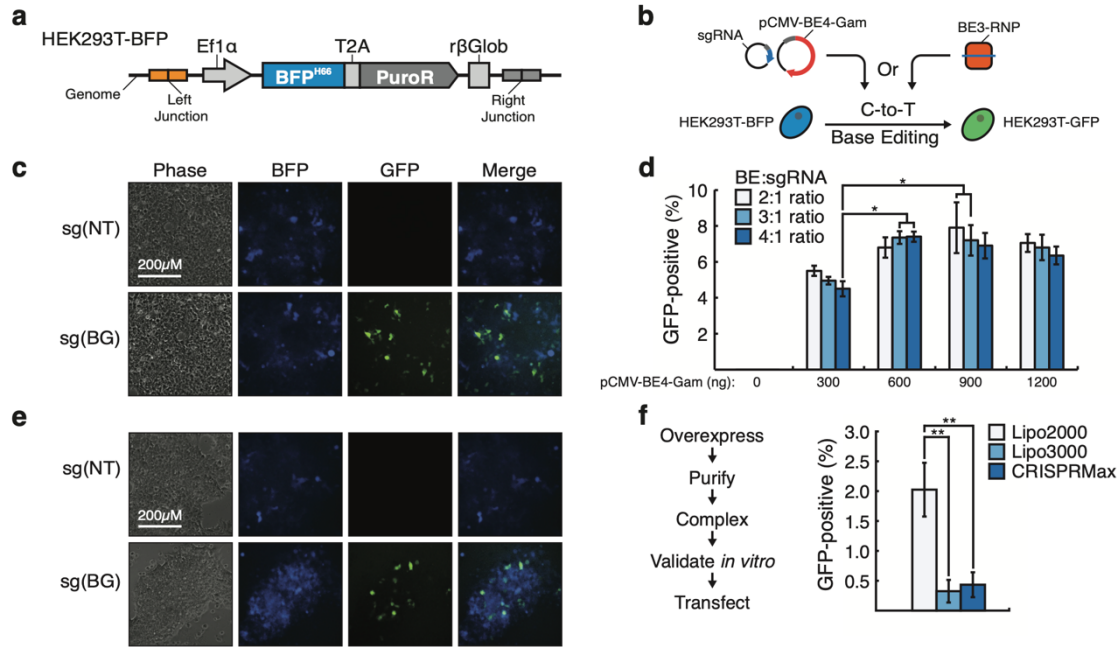 a
HEK293T-BFP
Ef1α
T2A
rβGlob
BFPH66
PuroR
Genome
Left
Junction
Right
Junction
b
sgRNA
pCMV-BE4-Gam
BE3-RNP
Or
HEK293T-BFP
C-to-T
Base Editing
HEK293T-GFP
c
Phase
BFP
GFP
Merge
sg(NT)
200µM
sg(BG)
d
BE:sgRNA
2:1 ratio
3:1 ratio
4:1 ratio
*
*
GFP-positive (%)
10
8
6
4
2
pCMV-BE4-Gam (ng):
0
300
600
900
1200
e
sg(NT)
200µM
sg(BG)
f
Overexpress
Purify
Complex
Validate in vitro
Transfect
GFP-positive (%)
3.0
2.5
2.0
1.5
1.0
0.5
**
**
Lipo2000
Lipo3000
CRISPRMax